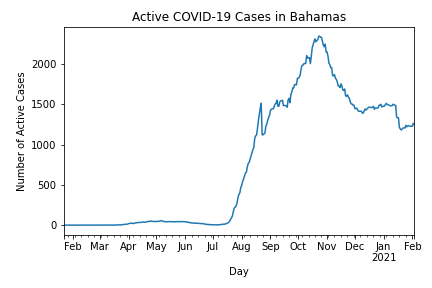 Active COVID-19 Cases in Bahamas
Number of Active Cases
2000
1500
1000
500
0
Feb Mar Apr May Jun Jul Aug Sep Oct Nov Dec Jan Feb
2021
Day